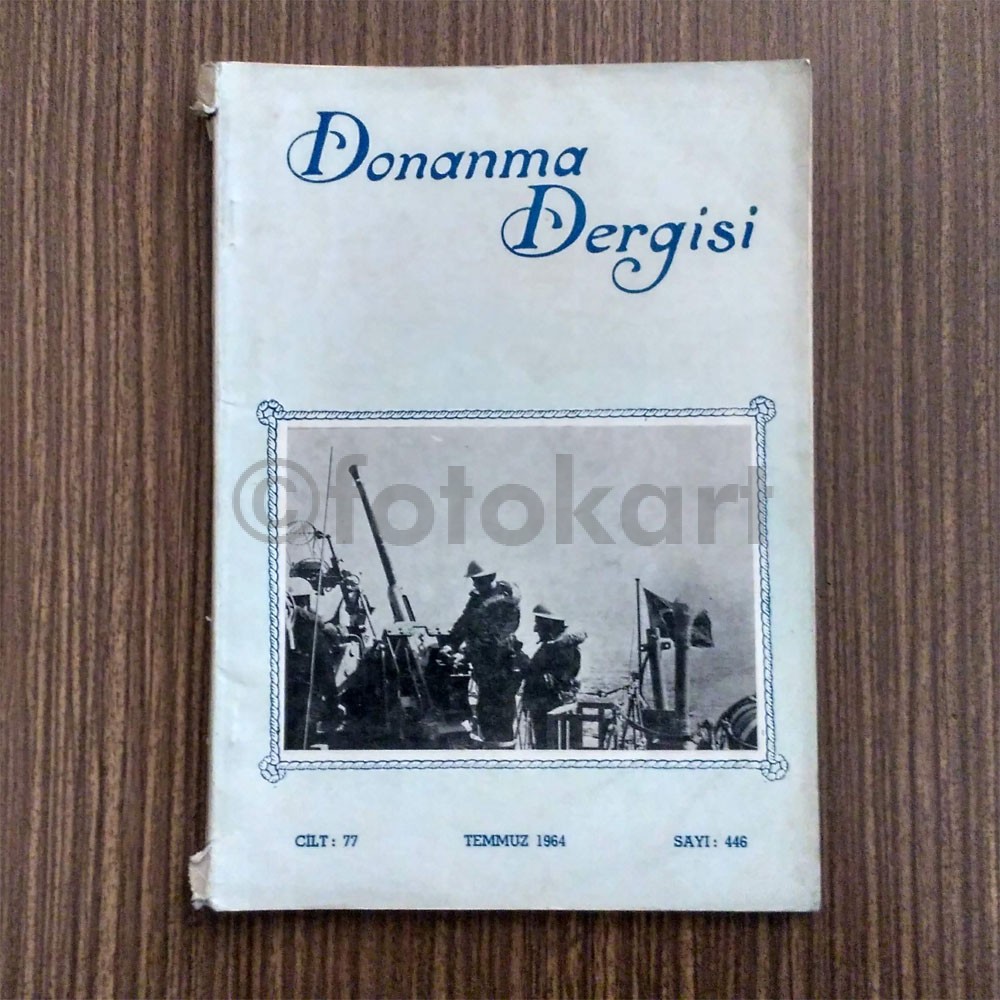 Donanma
Dergisi
©fotokart
CİLT: 77 TEMMUZ 1964 SAYI: 446